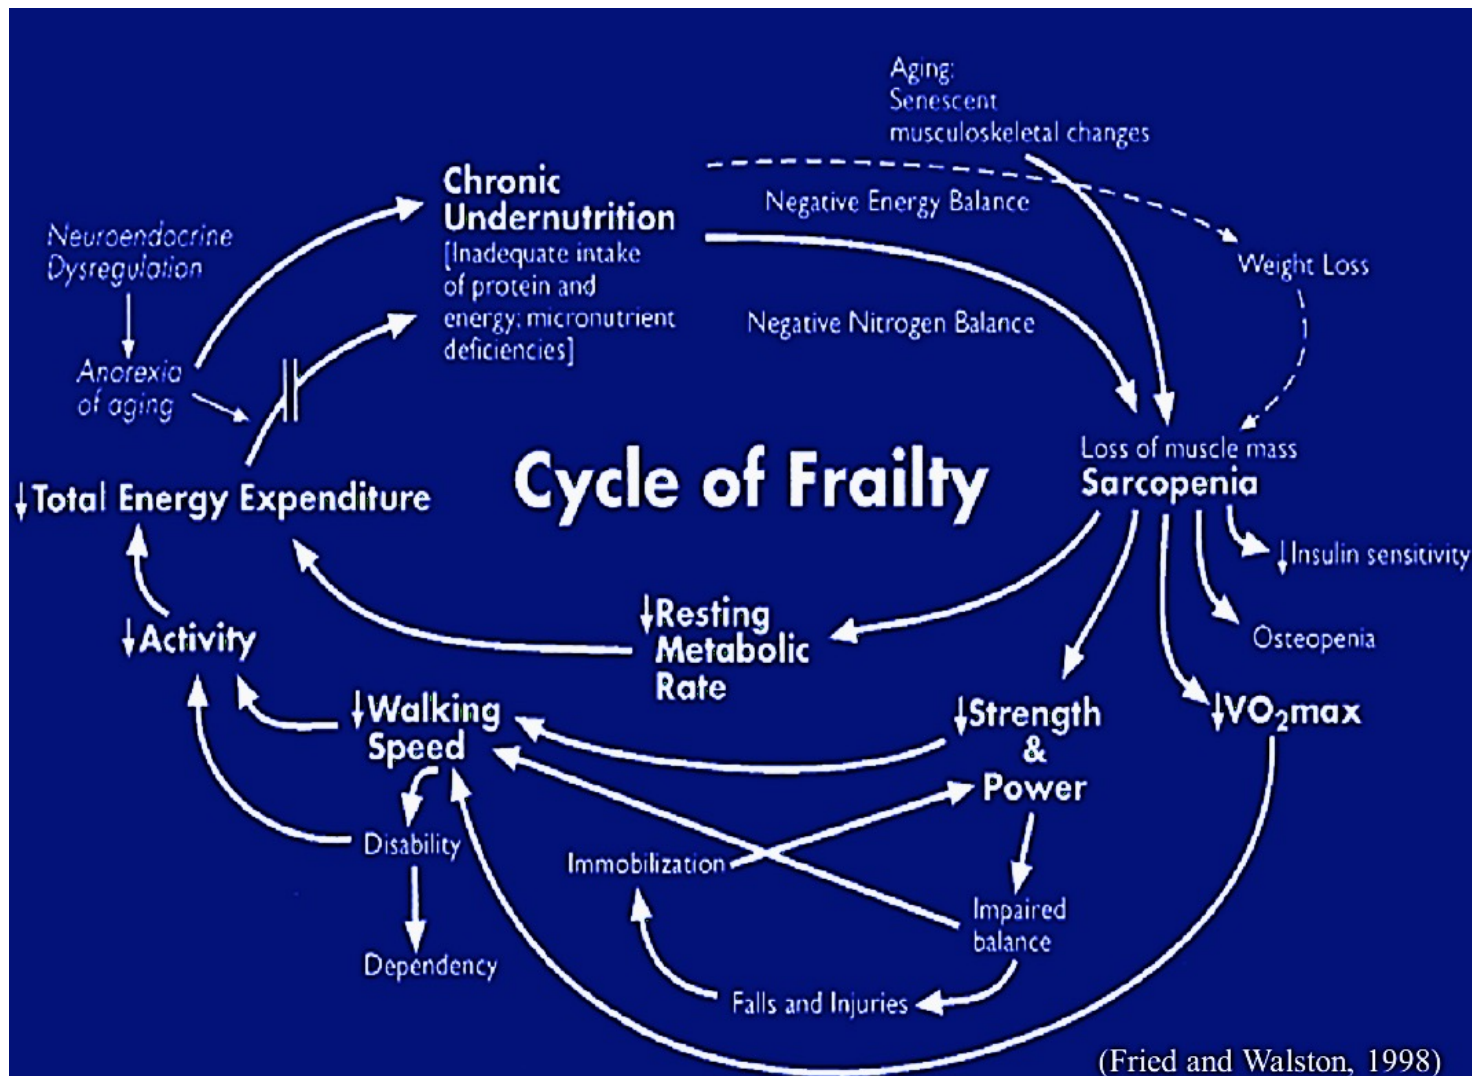 Aging:
Senescent
musculoskeletal changes
Chronic
Undernutrition
[Inadequate intake
of protein and
energy; micronutrient
deficiencies]
Negative Energy Balance
Neuroendocrine
Dysregulation
Weight Loss
Negative Nitrogen Balance
Anorexia
of aging
Cycle of Frailty
Loss of muscle mass
Sarcopenia
↓Total Energy Expenditure
↓Insulin sensitivity
↓Resting
Metabolic
Rate
↓Activity
Osteopenia
↓Walking
Speed
↓Strength
&
Power
↓VO₂max
Disability
Immobilization
Impaired
balance
Dependency
Falls and Injuries
(Fried and Walston, 1998)